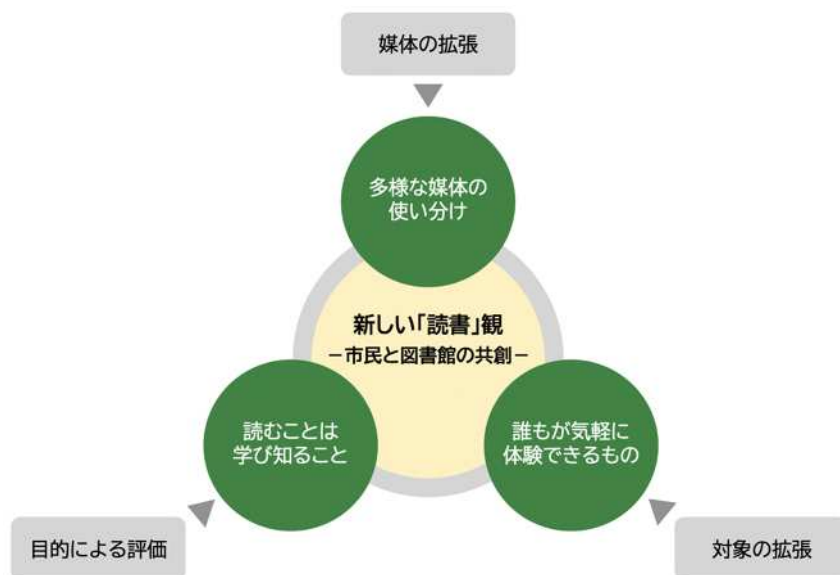 媒体の拡張
多様な媒体の
使い分け
新しい「読書」観
−市民と図書館の共創−
読むことは
学び知ること
誰もが気軽に
体験できるもの
目的による評価
対象の拡張